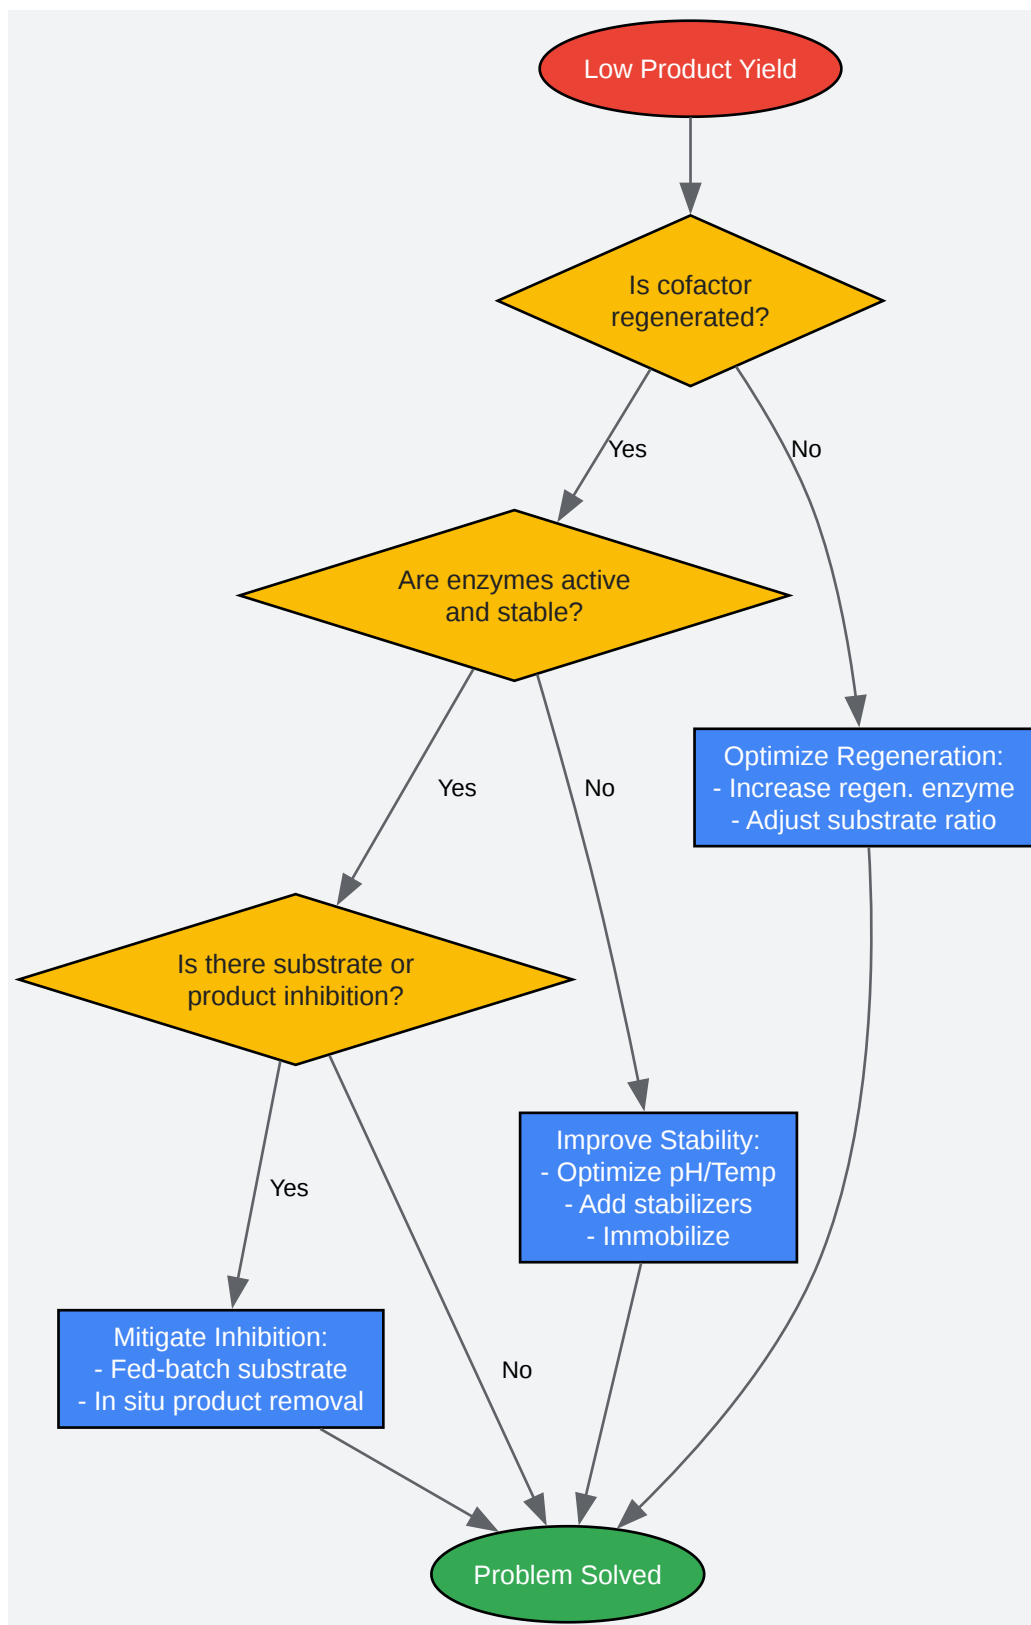 Low Product Yield
Is cofactor
regenerated?
Yes
No
Are enzymes active
and stable?
Optimize Regeneration:
- Increase regen. enzyme
- Adjust substrate ratio
Yes
No
Is there substrate or
product inhibition?
Improve Stability:
- Optimize pH/Temp
- Add stabilizers
- Immobilize
Yes
Mitigate Inhibition:
- Fed-batch substrate
- In situ product removal
No
Problem Solved